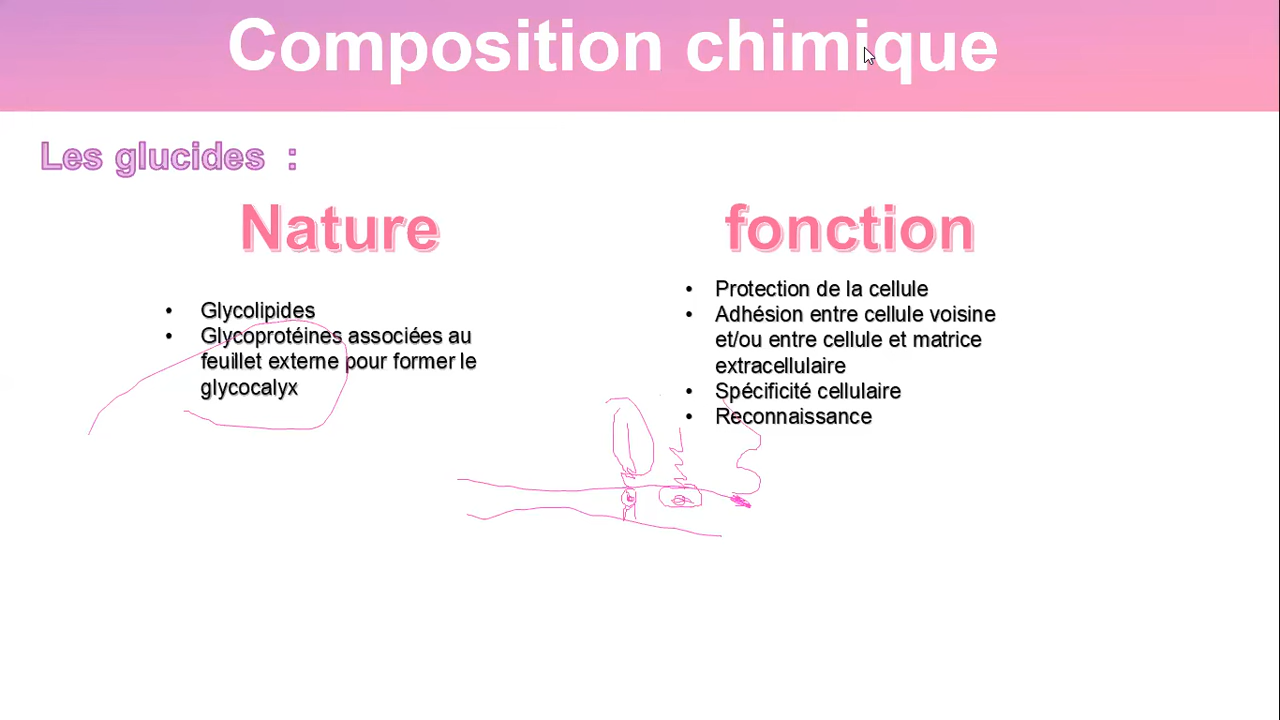 Composition chimique
Les glucides :
Nature
fonction
• Glycolipides
• Glycoprotéines associées au
feuillet externe pour former le
glycocalyx
• Protection de la cellule
• Adhésion entre cellule voisine
et/ou entre cellule et matrice
extracellulaire
• Spécificité cellulaire
• Reconnaissance